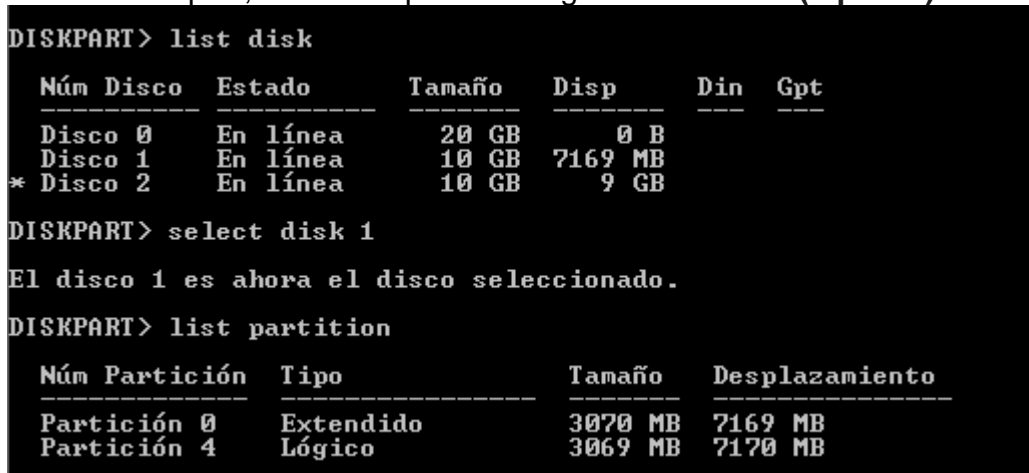 DISKPART> list disk
Núm Disco Estado Tamaño Disp Din Gpt
---------- ---------- ------- ------- --- ---
Disco 0 En línea 20 GB 0 B
Disco 1 En línea 10 GB 7169 MB
* Disco 2 En línea 10 GB 9 GB
DISKPART> select disk 1
El disco 1 es ahora el disco seleccionado.
DISKPART> list partition
Núm Partición Tipo Tamaño Desplazamiento
------------- ---------------- ------- ---------------
Partición 0 Extendido 3070 MB 7169 MB
Partición 4 Lógico 3069 MB 7170 MB